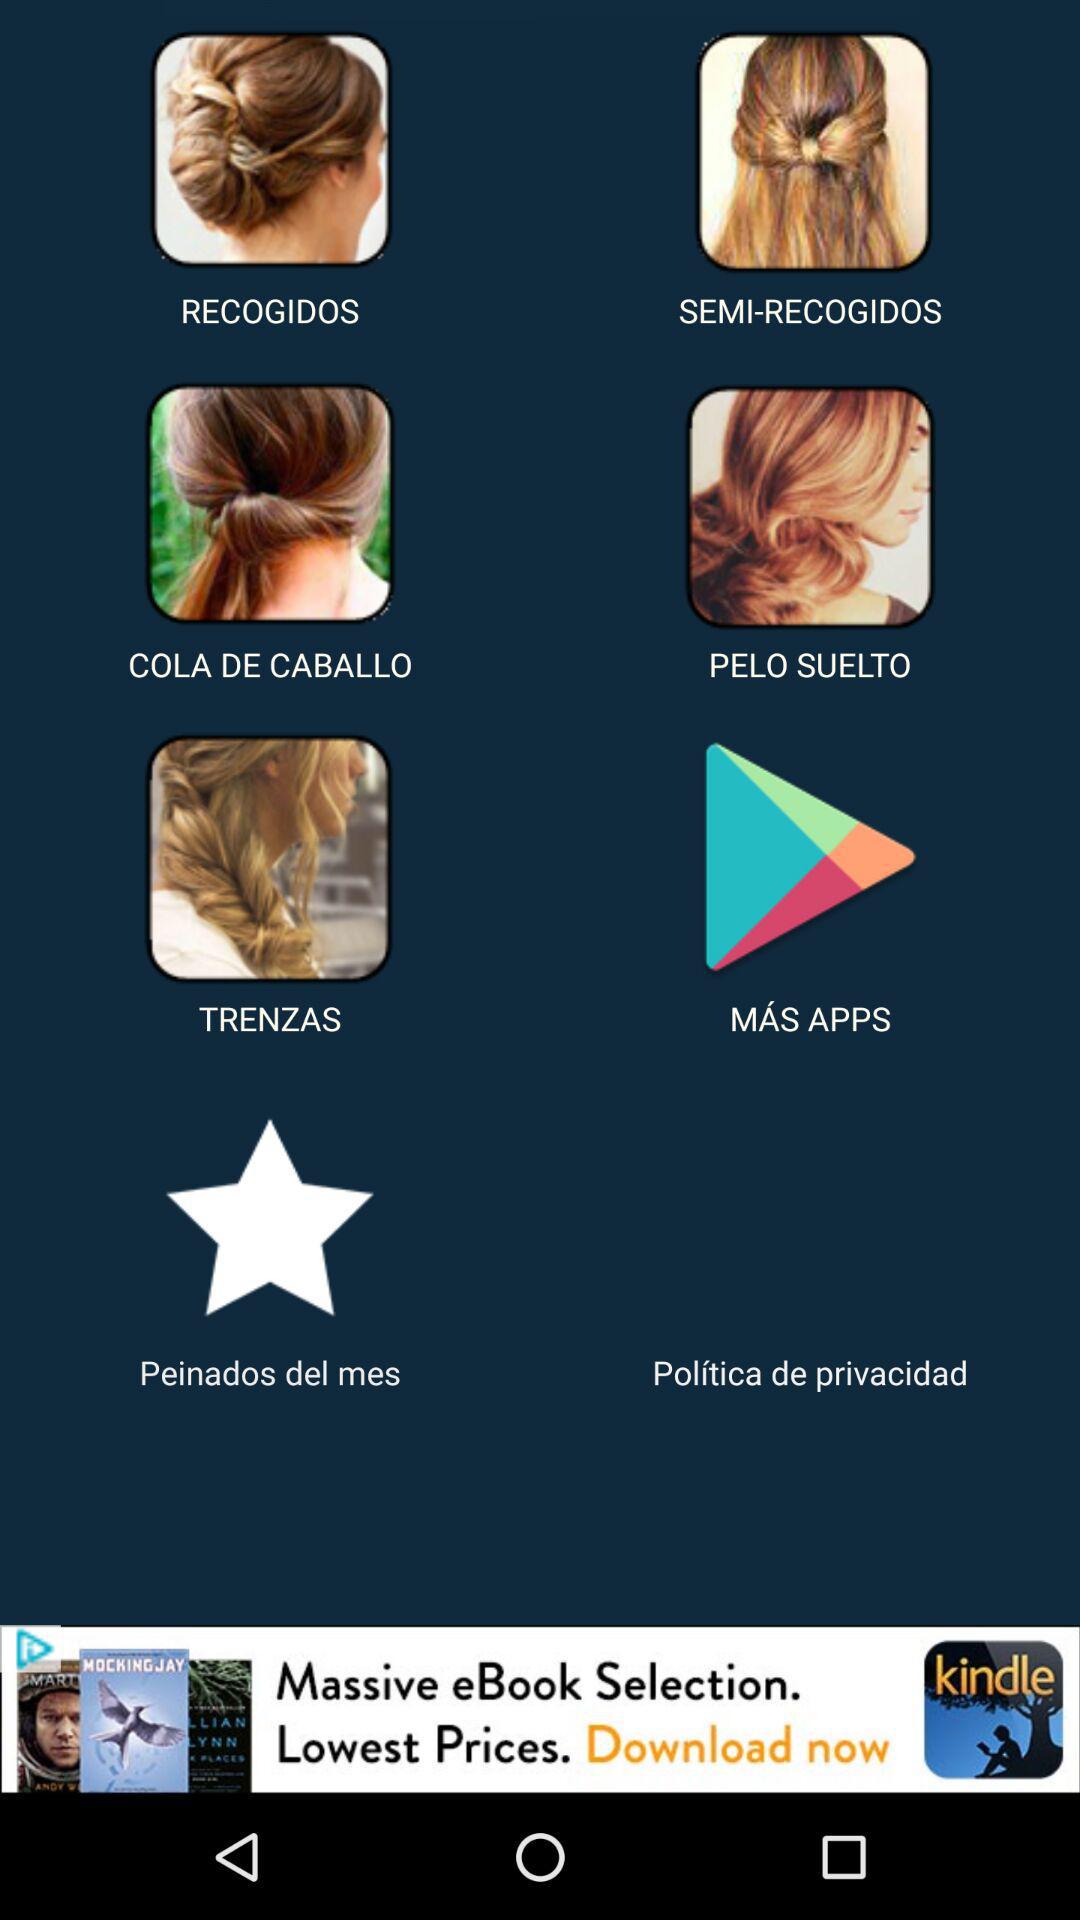 RECOGIDOS SEMI-RECOGIDOS
COLA DE CABALLO PELO SUELTO
TRENZAS MÁS APPS
Peinados del mes Política de privacidad
MOCKINGJAY
Massive eBook Selection.
Lowest Prices. Download now
kindle